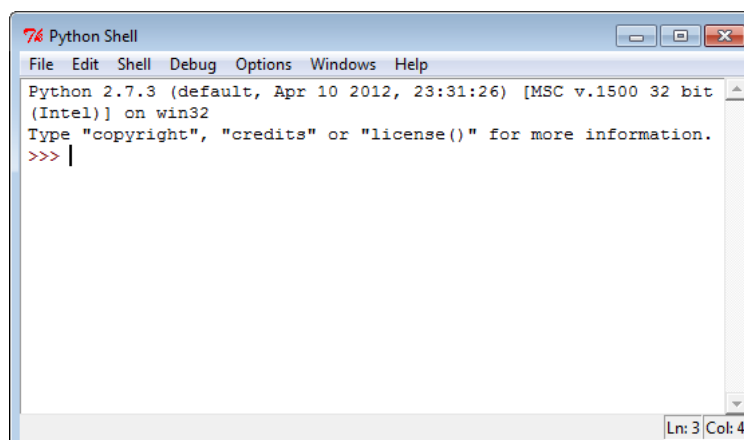 Python Shell
File Edit Shell Debug Options Windows Help
Python 2.7.3 (default, Apr 10 2012, 23:31:26) [MSC v.1500 32 bit
(Intel)] on win32
Type "copyright", "credits" or "license()" for more information.
>>>
Ln: 3 Col: 4